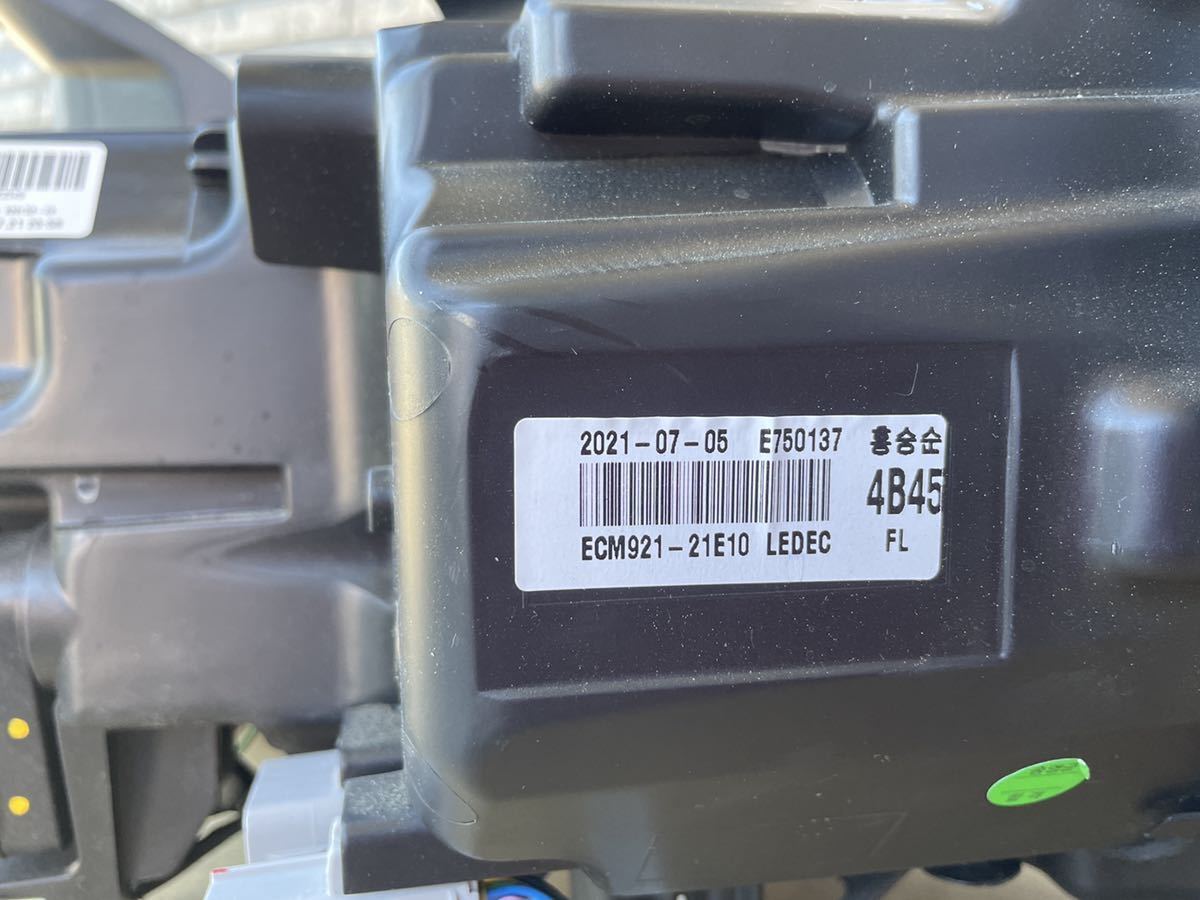 2021-07-05 E750137 홍승순
4B45
ECM921-21E10 LEDEC FL